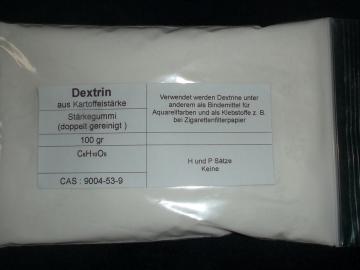 Dextrin
aus Kartoffelstärke
Stärkegummi
(doppelt gereinigt )
100 gr
C₆H₁₀O₅
CAS : 9004-53-9
Verwendet werden Dextrine unter
anderem als Bindemittel für
Aquarellfarben und als Klebstoffe z. B.
bei Zigarettenfilterpapier
H und P Sätze
Keine